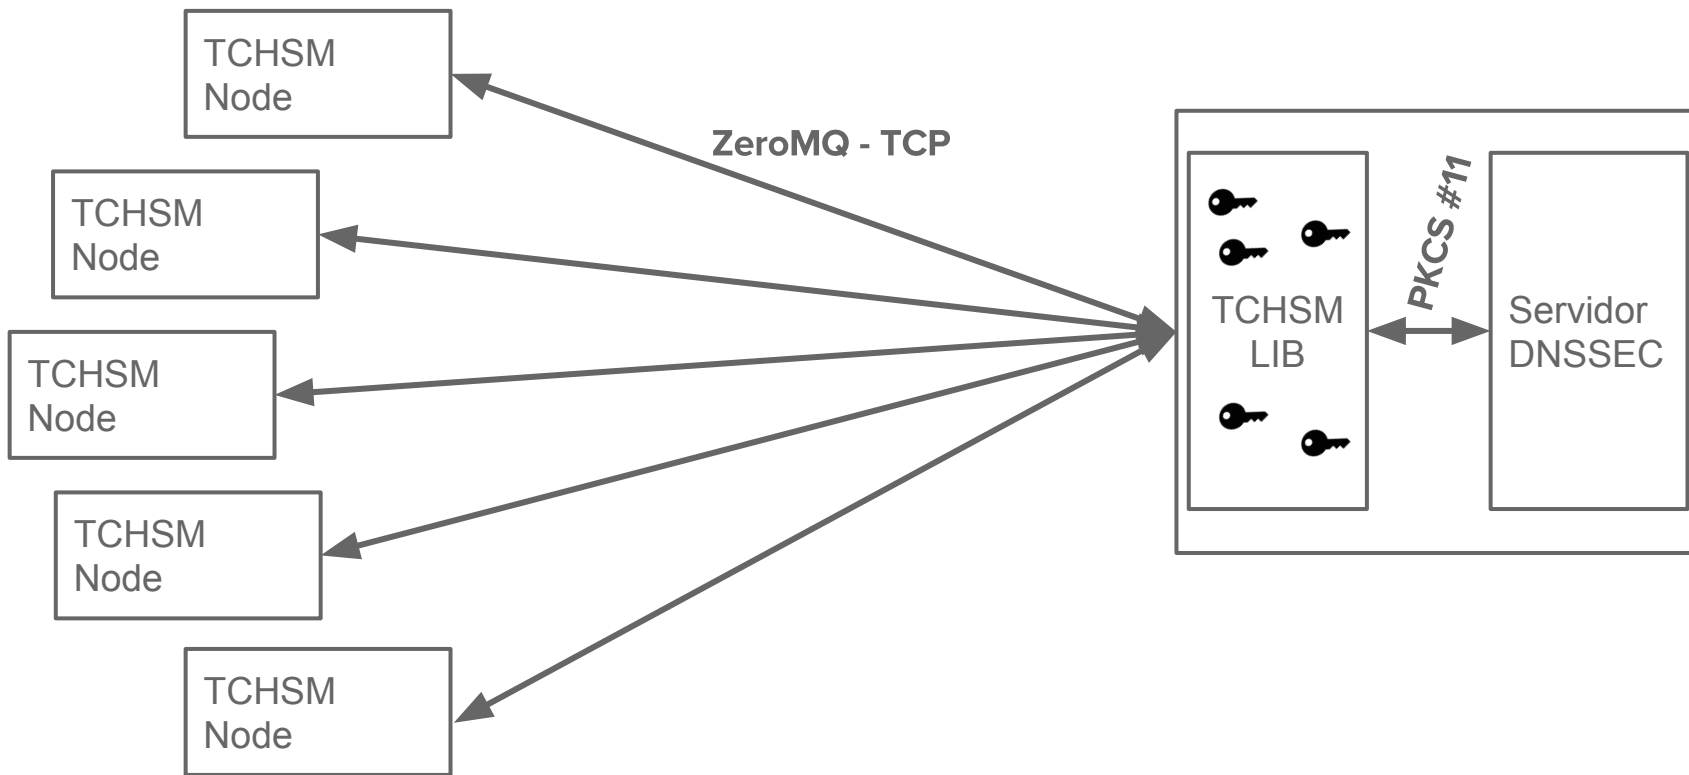 TCHSM
Node
ZeroMQ - TCP
TCHSM
Node
TCHSM
Node
TCHSM
Node
TCHSM
Node
TCHSM
LIB
PKCS #11
Servidor
DNSSEC